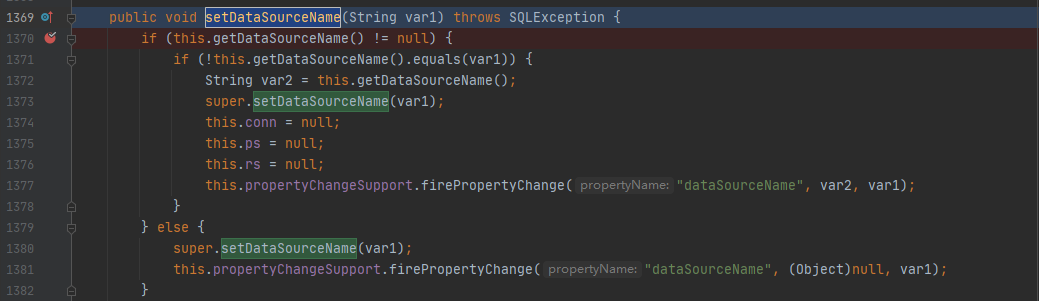 1369 public void setDataSourceName(String var1) throws SQLException {
1370 if (this.getDataSourceName() != null) {
1371 if (!this.getDataSourceName().equals(var1)) {
1372 String var2 = this.getDataSourceName();
1373 super.setDataSourceName(var1);
1374 this.conn = null;
1375 this.ps = null;
1376 this.rs = null;
1377 this.propertyChangeSupport.firePropertyChange( propertyName: "dataSourceName", var2, var1);
1378 }
1379 } else {
1380 super.setDataSourceName(var1);
1381 this.propertyChangeSupport.firePropertyChange( propertyName: "dataSourceName", (Object)null, var1);
1382 }